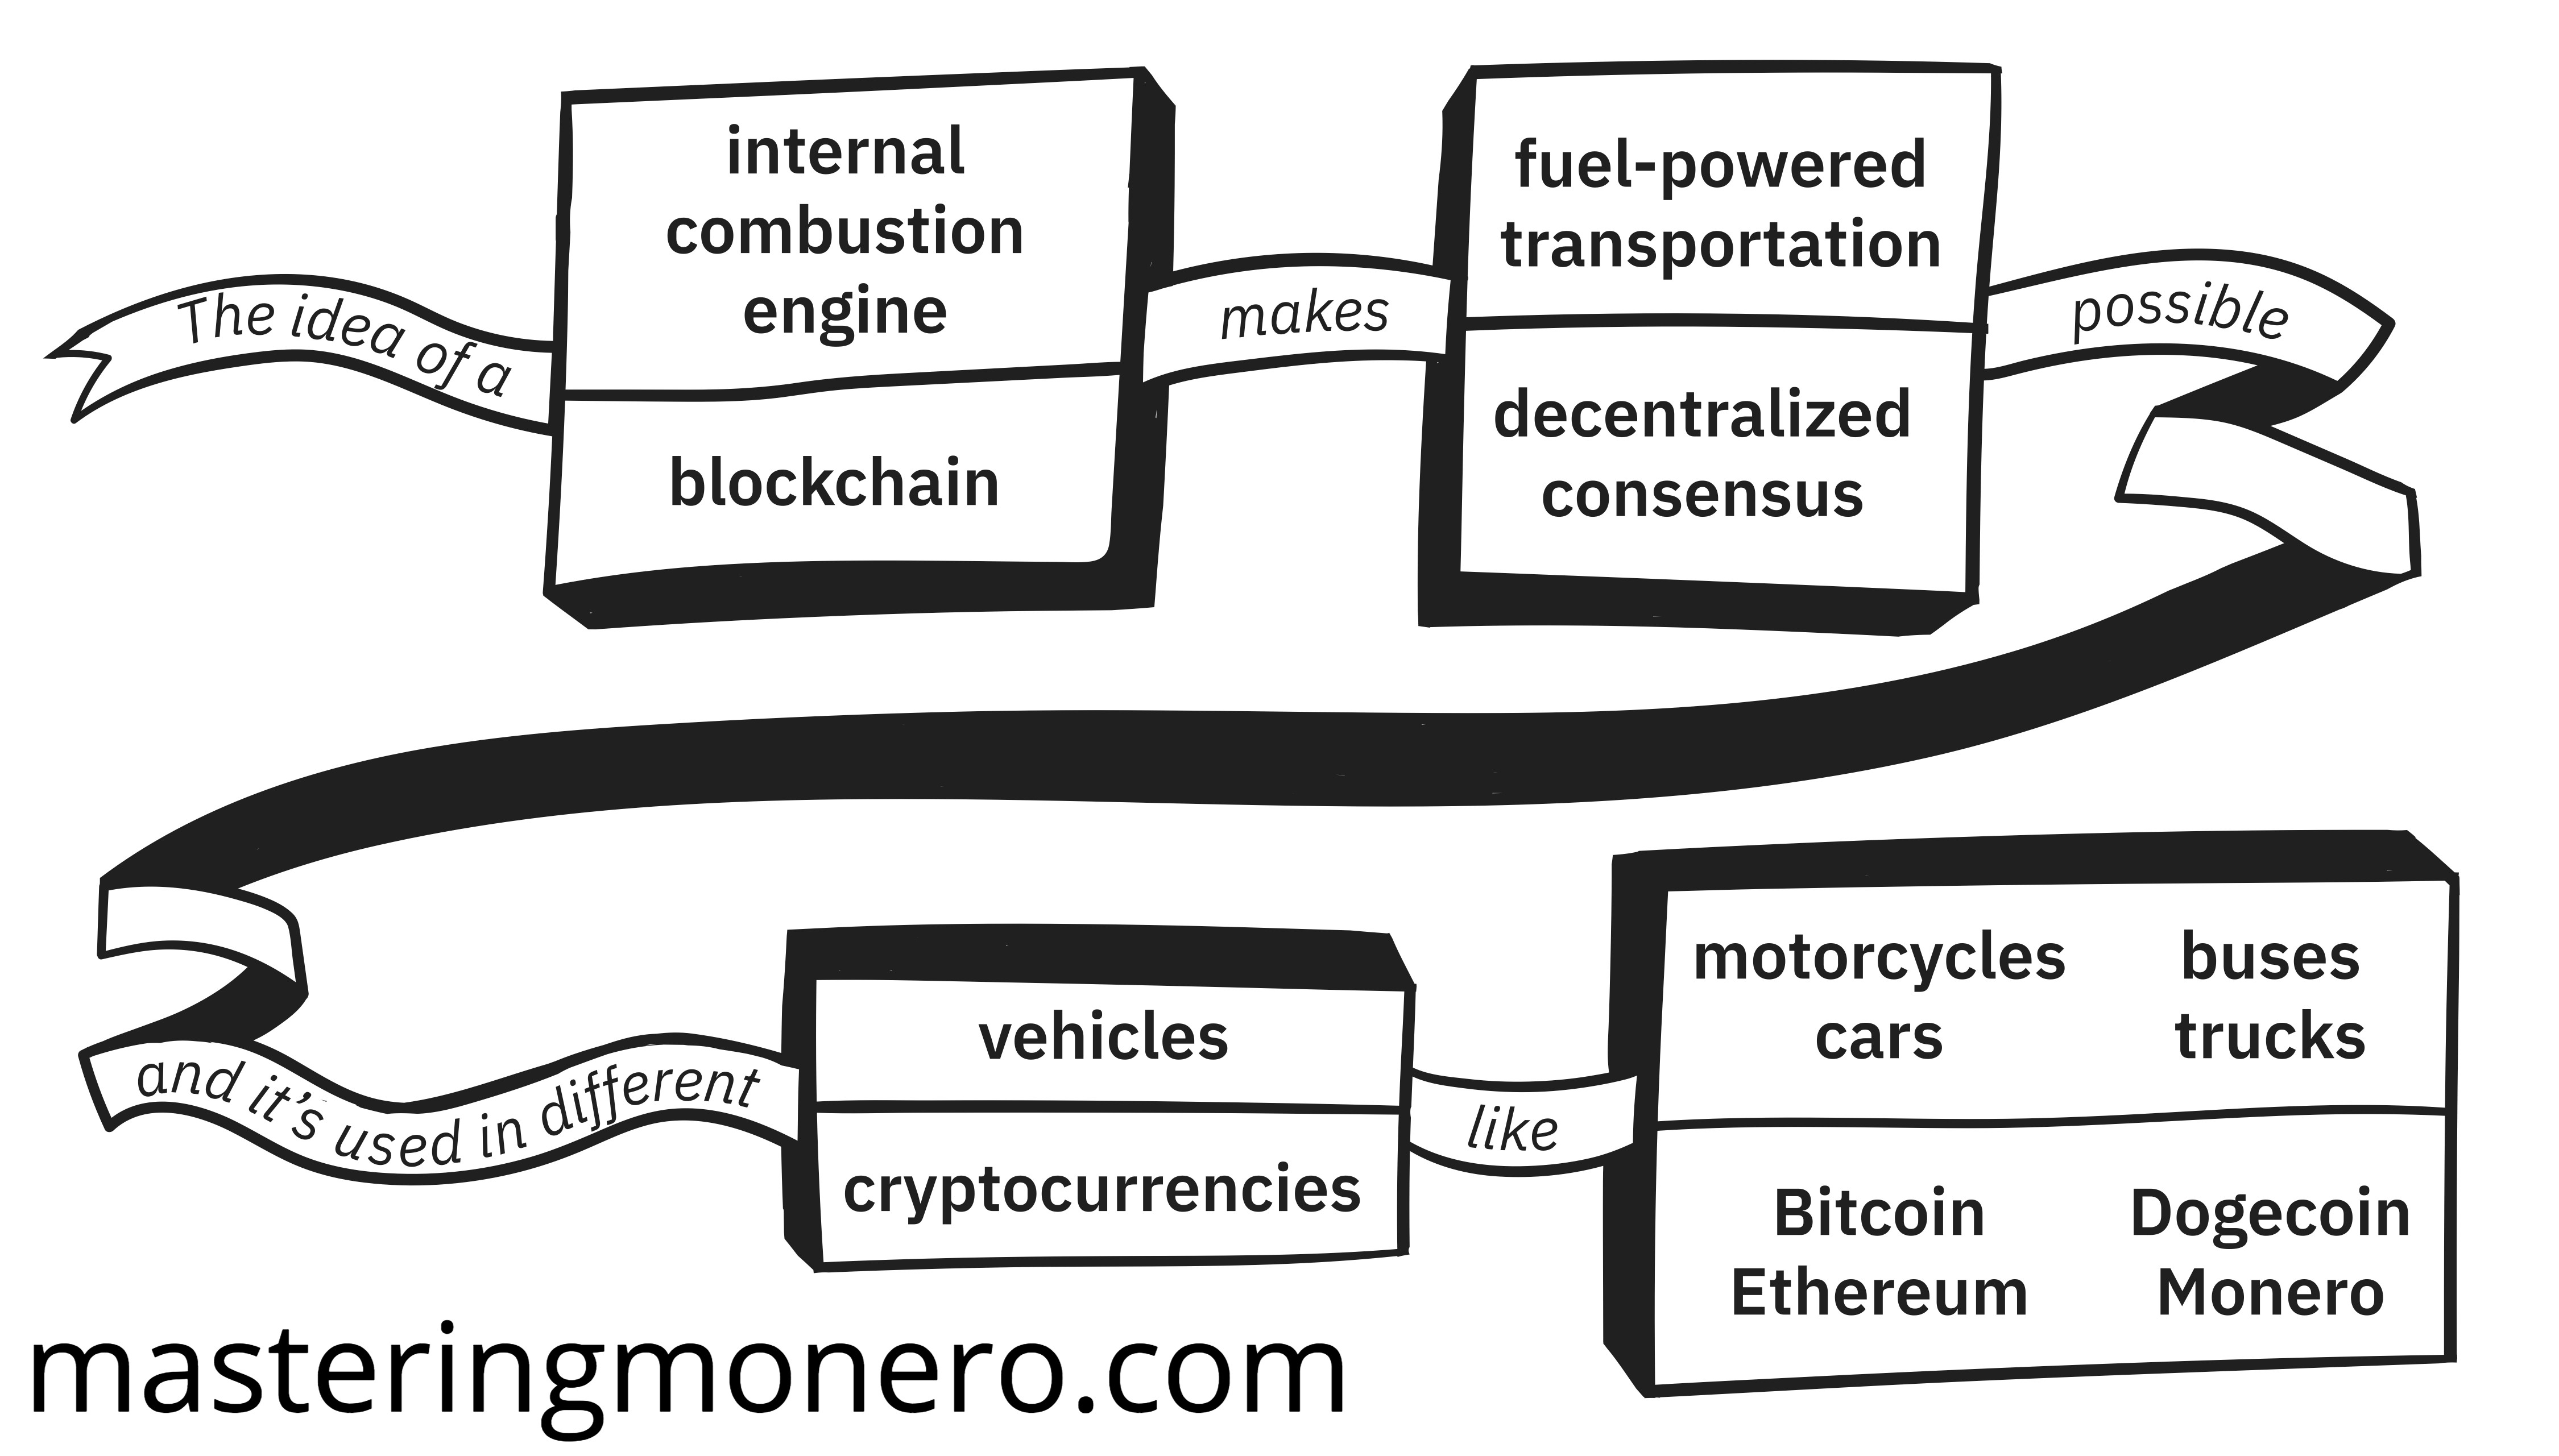 The idea of a
internal
combustion
engine
blockchain
makes
fuel-powered
transportation
decentralized
consensus
possible
and it’s used in different
vehicles
cryptocurrencies
like
motorcycles buses
cars trucks
Bitcoin Dogecoin
Ethereum Monero
masteringmonero.com